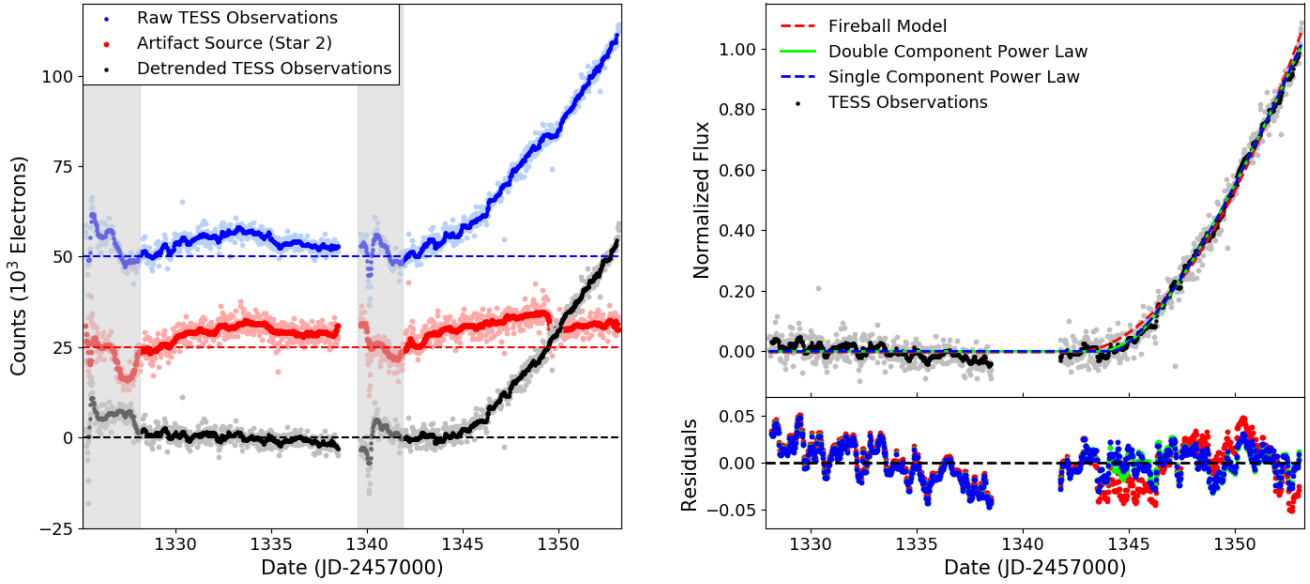 Raw TESS Observations
Artifact Source (Star 2)
Detrended TESS Observations
100
75
50
25
0
−25
Counts (10³ Electrons)
1330
1335
1340
1345
1350
Date (JD-2457000)
Fireball Model
Double Component Power Law
Single Component Power Law
TESS Observations
1.00
0.80
0.60
0.40
0.20
0.00
Normalized Flux
0.05
0.00
−0.05
Residuals
1330
1335
1340
1345
1350
Date (JD-2457000)